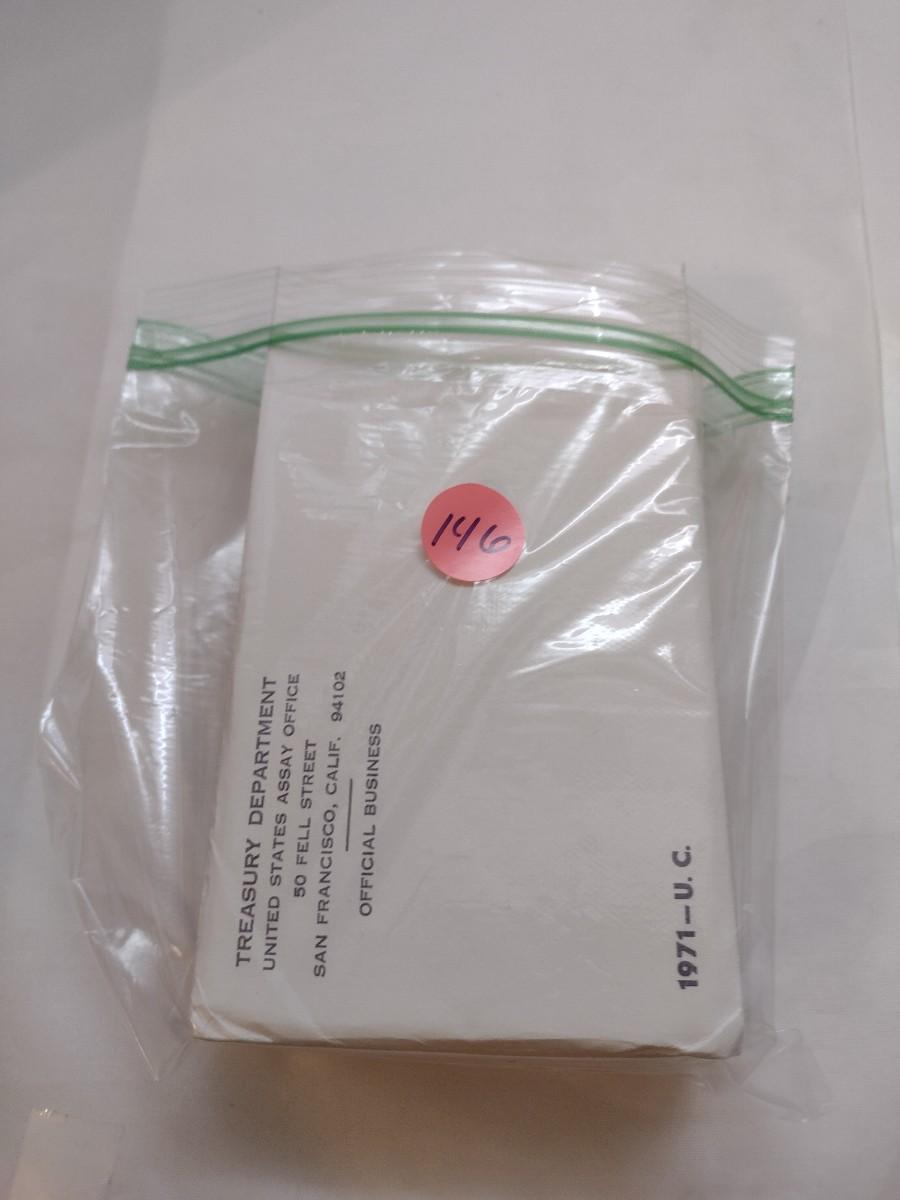 146
TREASURY DEPARTMENT
UNITED STATES ASSAY OFFICE
50 FELL STREET
SAN FRANCISCO, CALIF. 94102
OFFICIAL BUSINESS
1971-U. C.